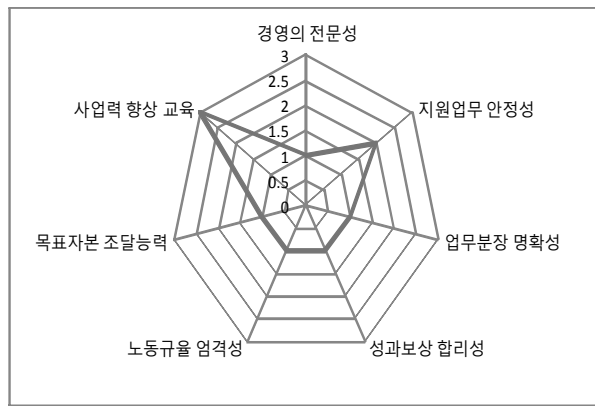 경영의 전문성
3
2.5
2
1.5
1
0.5
0
지원업무 안정성
업무분장 명확성
성과보상 합리성
노동규율 엄격성
목표자본 조달능력
사업력 향상 교육